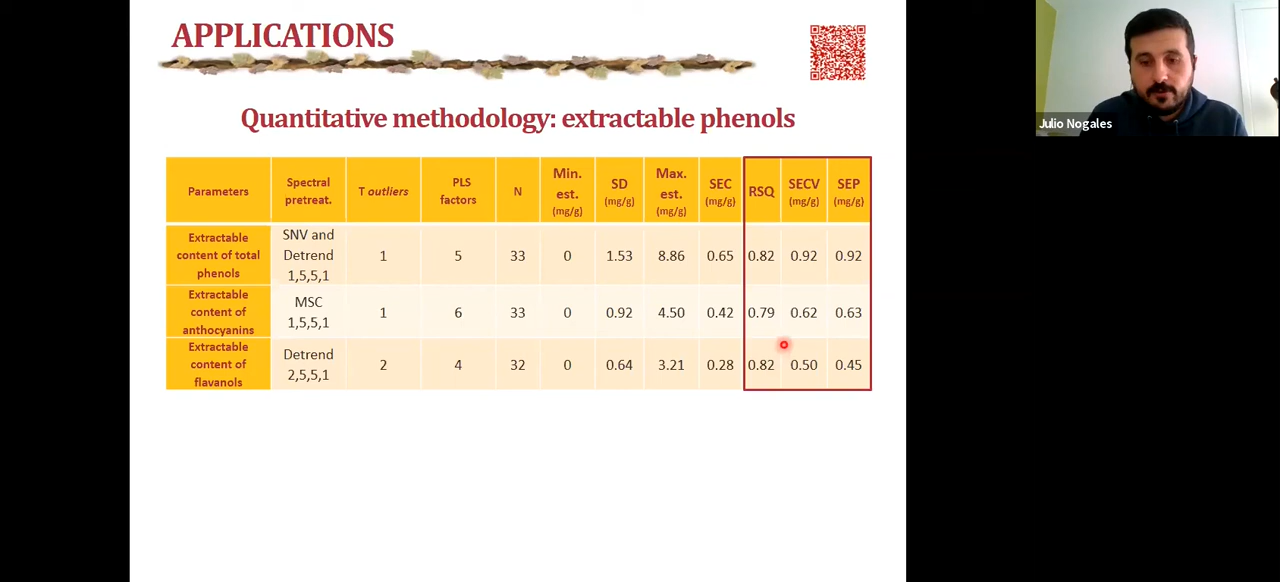 APPLICATIONS
Quantitative methodology: extractable phenols
Parameters Spectral pretreat. T outliers PLS factors N Min. est. (mg/g) SD (mg/g) Max. est. (mg/g) SEC (mg/g) RSQ SECV (mg/g) SEP (mg/g)
Extractable content of total phenols SNV and Detrend 1,5,5,1 1 5 33 0 1.53 8.86 0.65 0.82 0.92 0.92
Extractable content of anthocyanins MSC 1,5,5,1 1 6 33 0 0.92 4.50 0.42 0.79 0.62 0.63
Extractable content of flavanols Detrend 2,5,5,1 2 4 32 0 0.64 3.21 0.28 0.82 0.50 0.45
Julio Nogales